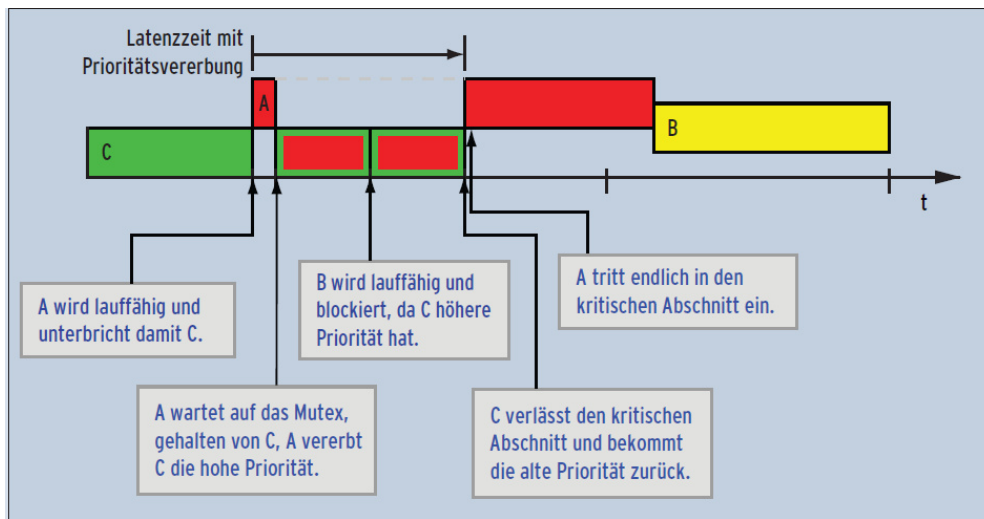 Latenzzeit mit
Prioritätsvererbung
A
C
B
t
A wird lauffähig und
unterbricht damit C.
B wird lauffähig und
blockiert, da C höhere
Priorität hat.
A tritt endlich in den
kritischen Abschnitt ein.
A wartet auf das Mutex,
gehalten von C, A vererbt
C die hohe Priorität.
C verlässt den kritischen
Abschnitt und bekommt
die alte Priorität zurück.